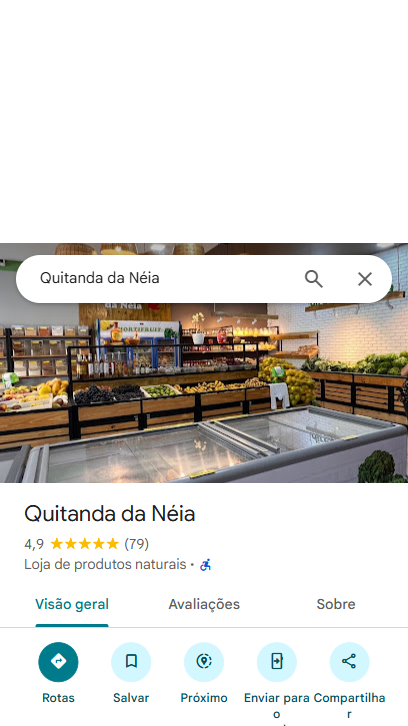 Quitanda da Néia
HORTIFRUTI
Quitanda da Néia
4,9 (79)
Loja de produtos naturais ·
Visão geral
Avaliações
Sobre
Rotas
Salvar
Próximo
Enviar para o
Compartilhar